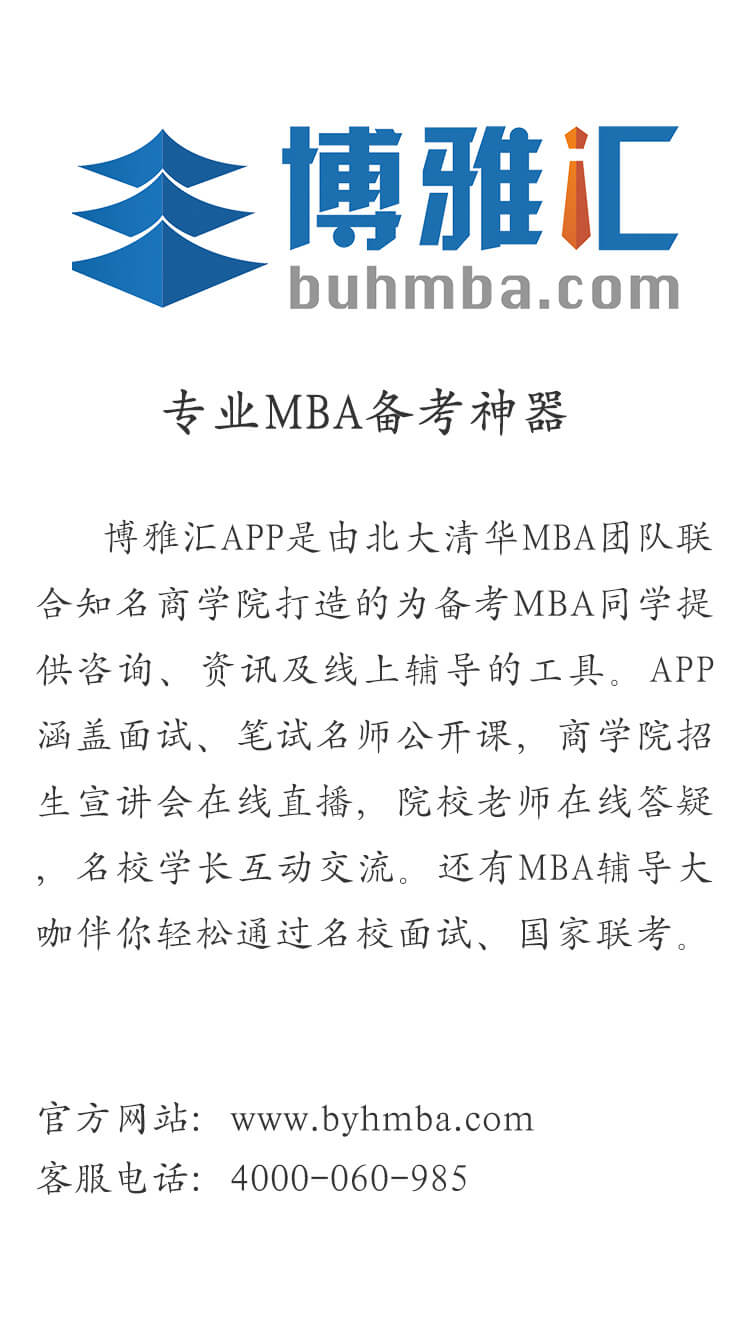 博雅汇
buhmba.com
专业MBA备考神器
博雅汇APP是由北大清华MBA团队联
合知名商学院打造的为备考MBA同学提
供咨询、资讯及线上辅导的工具。APP
涵盖面试、笔试名师公开课，商学院招
生宣讲会在线直播，院校老师在线答疑
，名校学长互动交流。还有MBA辅导大
咖伴你轻松通过名校面试、国家联考。
官方网站：www.byhmba.com
客服电话：4000-060-985